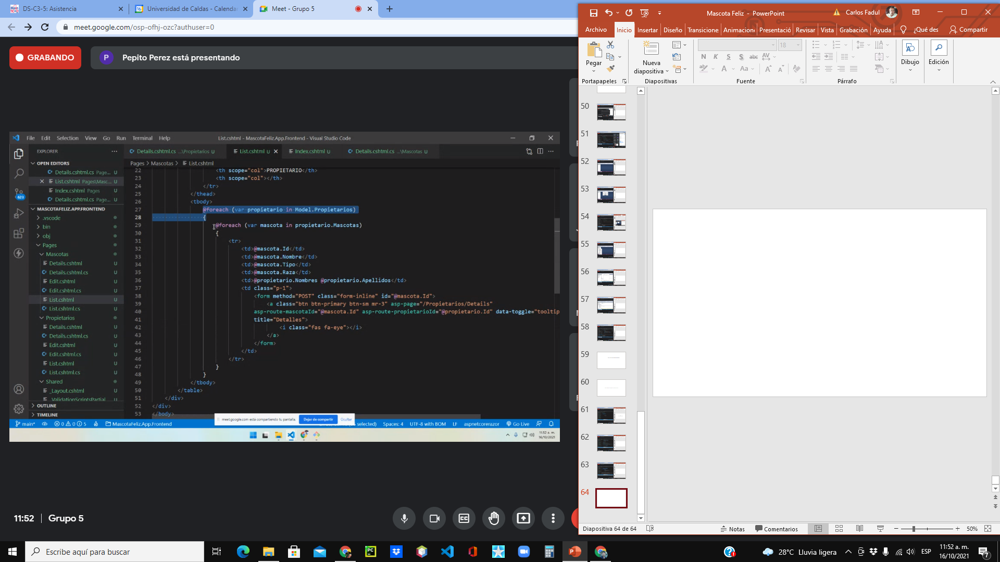 DS-C3-5: Asistencia
Universidad de Caldas - Calendar
Meet - Grupo 5
meet.google.com/osp-ofhj-ozc?authuser=0
GRABANDO
P
Pepito Perez está presentando
File Edit Selection View Go Run Terminal Help
List.cshtml - MascotaFeliz.App.Frontend - Visual Studio Code
EXPLORER
OPEN EDITORS
Details.cshtml.cs Page... U
List.cshtml Pages\Masc... U
Index.cshtml Pages U
Details.cshtml.cs Page... U
MASCOTAFELIZ.APP.FRONTEND
.vscode
bin
obj
Pages
Mascotas
Details.cshtml U
Details.cshtml.cs U
Edit.cshtml U
Edit.cshtml.cs U
List.cshtml U
List.cshtml.cs U
Propietarios
Details.cshtml U
Details.cshtml.cs U
Edit.cshtml U
Edit.cshtml.cs U
List.cshtml U
List.cshtml.cs U
Shared
_Layout.cshtml U
_ValidationScriptsPartial
OUTLINE
TIMELINE
623
Details.cshtml.cs ...\Propietarios U
List.cshtml U
Index.cshtml U
Details.cshtml.cs ...\Mascotas U
Pages > Mascotas > List.cshtml
22 <th scope="col">PROPIETARIO</th>
23 <th scope="col"></th>
24 </tr>
25 </thead>
26 <tbody>
27 @foreach (var propietario in Model.Propietarios)
28 {
29 @foreach (var mascota in propietario.Mascotas)
30 {
31 <tr>
32 <td>@mascota.Id</td>
33 <td>@mascota.Nombre</td>
34 <td>@mascota.Tipo</td>
35 <td>@mascota.Raza</td>
36 <td>@propietario.Nombres @propietario.Apellidos</td>
37 <td class="p-1">
38 <form method="POST" class="form-inline" id="@mascota.Id">
39 <a class="btn btn-primary btn-sm mr-3" asp-page="/Propietarios/Details"
40 asp-route-mascotaId="@mascota.Id" asp-route-propietarioId="@propietario.Id" data-toggle="tooltip
41 title="Detalles">
42 <i class="fas fa-eye"></i>
43 </a>
44 </form>
45 </td>
46 </tr>
47 }
48 }
49 </tbody>
50 </table>
51 </div>
52 </div>
53 </body>
meet.google.com está compartiendo tu pantalla.
Dejar de compartir
Ocultar
main* 0 0 5 MascotaFeliz.App.Frontend
selected) Spaces: 4 UTF-8 with BOM LF aspnetcorerazor Go Live
11:52 a. m.
16/10/2021
11:52 | Grupo 5
Mascota Feliz - PowerPoint
Carlos Fadul
Archivo Inicio Insertar Diseño Transicione Animacion Presentació Revisar Vista Grabación Ayuda ¿Qué des Compartir
Pegar
Nueva
diapositiva
18
N K S S abc AV
A Aa A A
Dibujo
Edición
Portapapeles
Diapositivas
Fuente
Párrafo
50
51
52
53
54
55
56
57
58
59
60
61
62
63
64
Diapositiva 64 de 64
Notas
Comentarios
50%
Escribe aquí para buscar
28°C Lluvia ligera
ESP
11:52 a. m.
16/10/2021
7